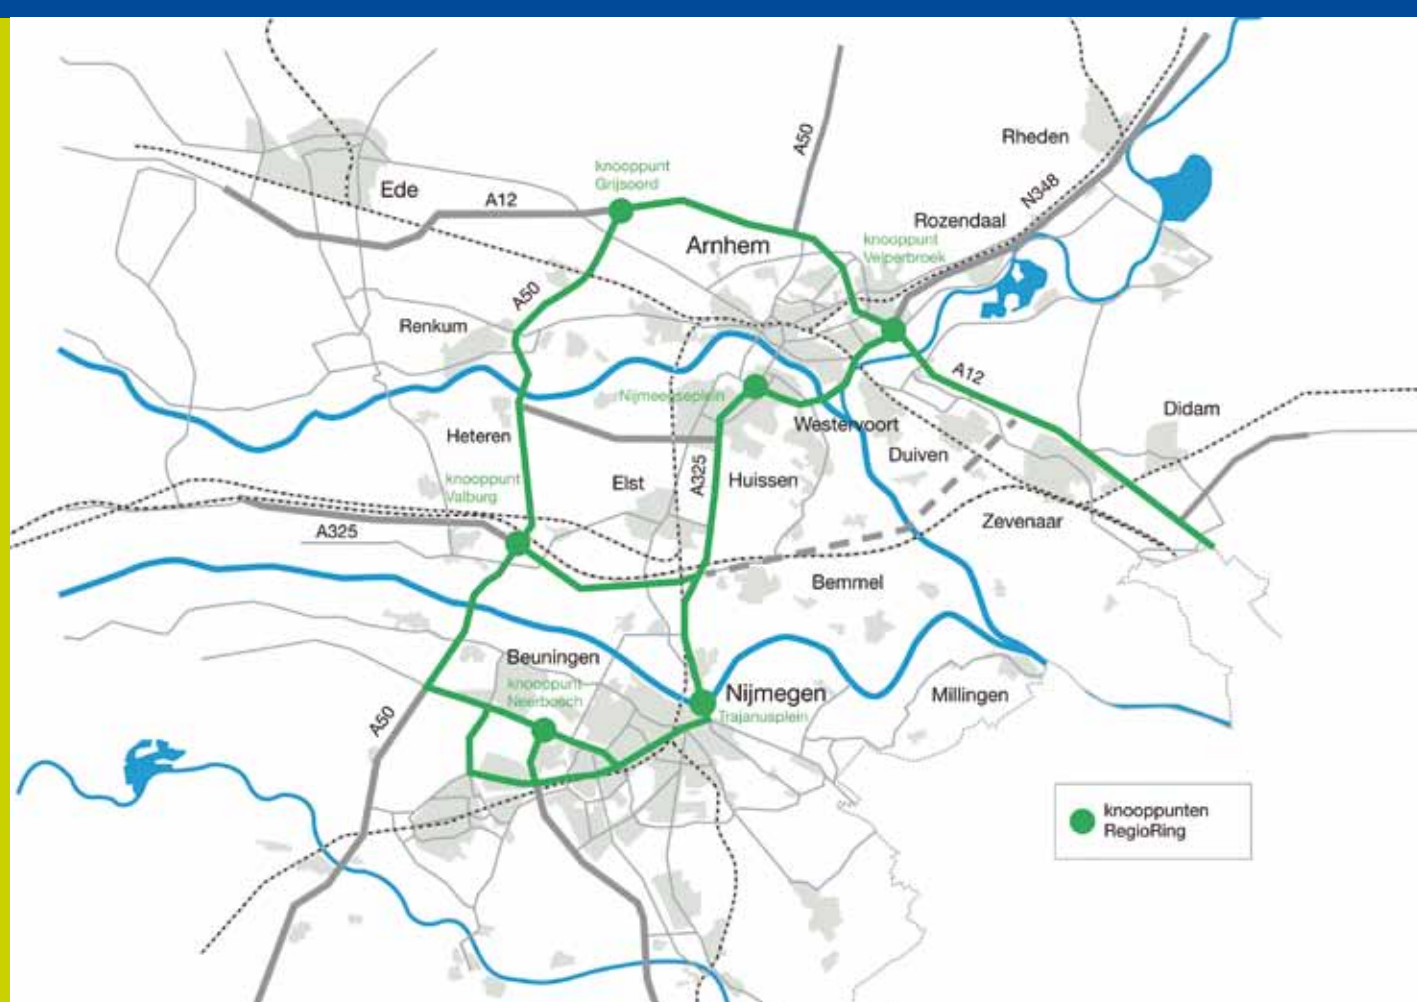 Rheden
A50
knooppunt
Grijsoord
Ede
A12
N348
Rozendaal
Arnhem
knooppunt
Velperbroek
A50
Renkum
A12
Nijmeegseplein
Didam
Heteren
Westervoort
Duiven
A325
Elst
Huissen
knooppunt
Valburg
Zevenaar
A325
Bemmel
Beuningen
knooppunt
Neerbosch
Nijmegen
Millingen
Trajanusplein
A50
knooppunten
RegioRing